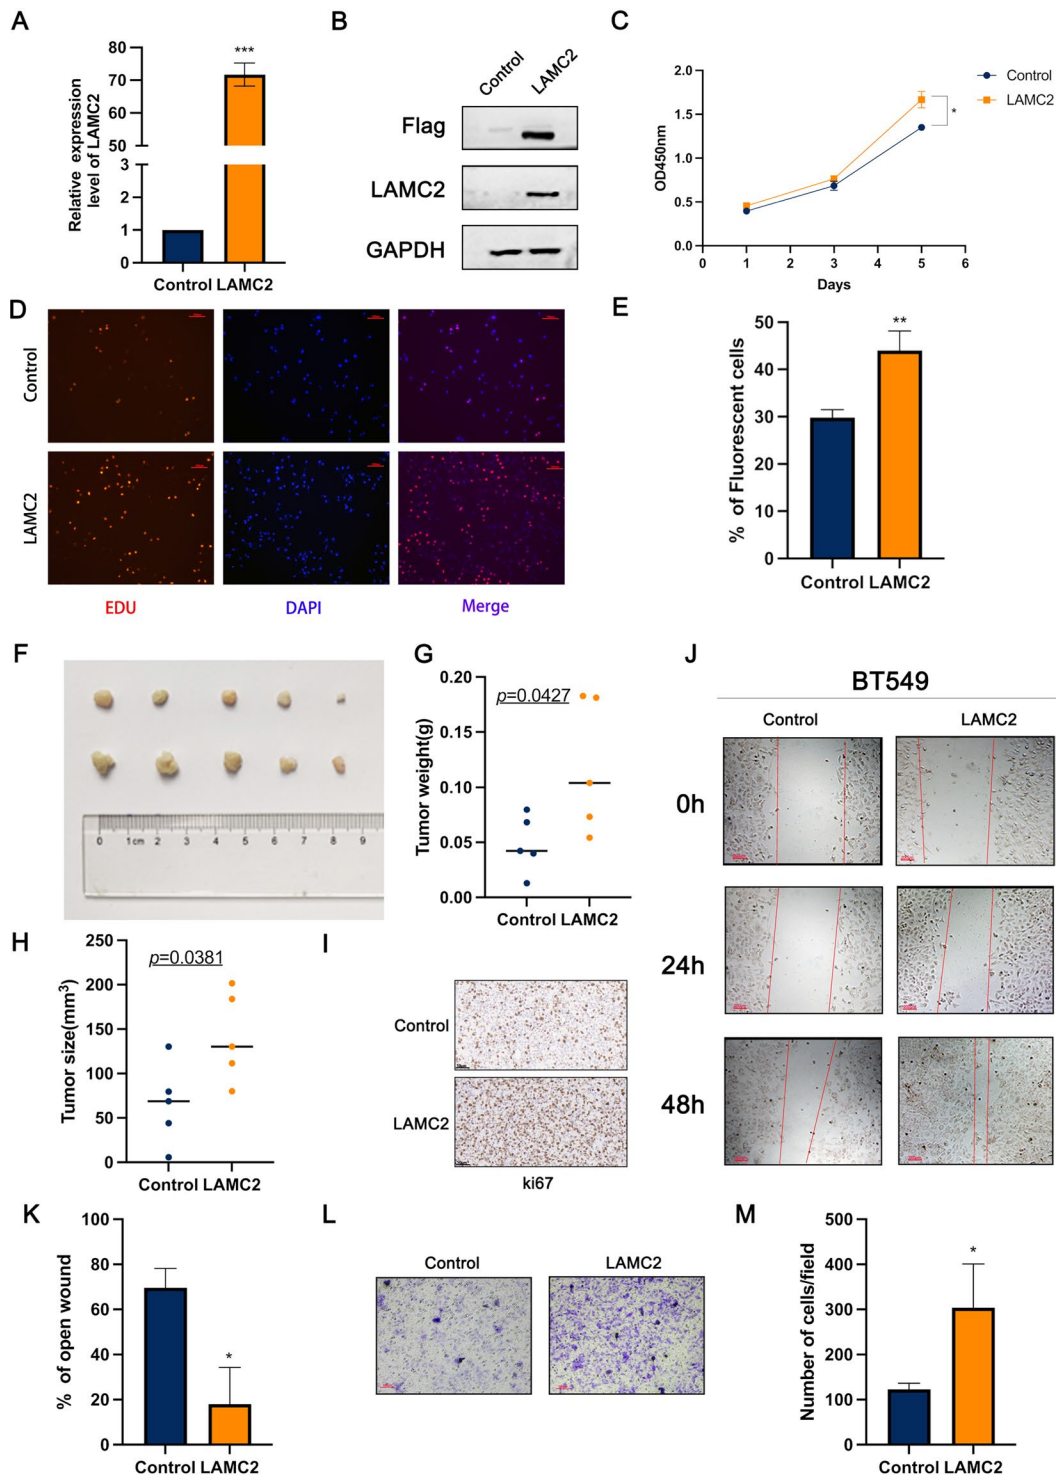 A
Relative expression
level of LAMC2
80
70
60
50
3
2
1
0
***
Control LAMC2
B
Control
LAMC2
Flag
LAMC2
GAPDH
C
OD450nm
2.0
1.5
1.0
0.5
0.0
0 1 2 3 4 5 6
Days
Control
LAMC2
*
D
Control
LAMC2
EDU
DAPI
Merge
E
% of Fluorescent cells
50
40
30
20
10
0
**
Control LAMC2
F
0 1cm 2 3 4 5 6 7 8 9
G
Tumor weight(g)
0.20
0.15
0.10
0.05
0.00
p=0.0427
Control LAMC2
H
Tumor size(mm³)
250
200
150
100
50
0
p=0.0381
Control LAMC2
I
Control
LAMC2
ki67
J
BT549
Control
LAMC2
0h
24h
48h
K
% of open wound
100
80
60
40
20
0
*
Control LAMC2
L
Control
LAMC2
M
Number of cells/field
500
400
300
200
100
0
*
Control LAMC2